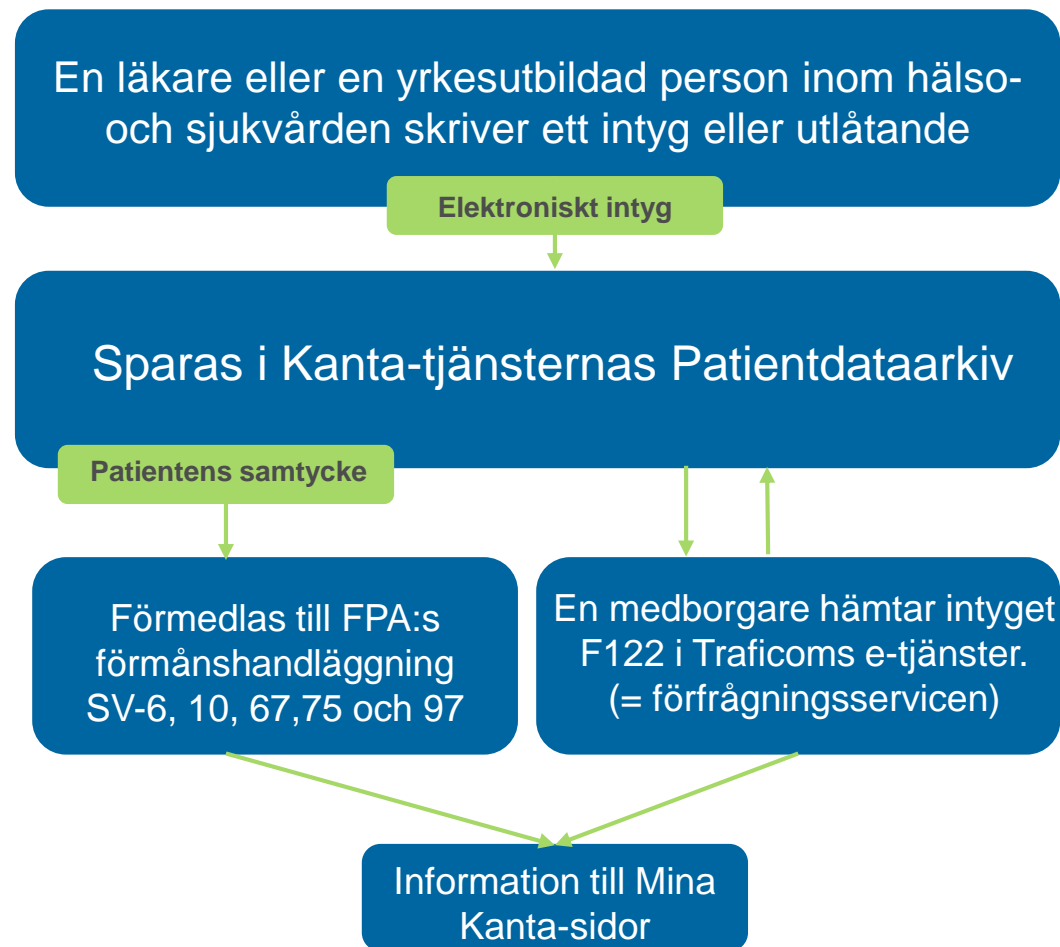 En läkare eller en yrkesutbildad person inom hälso-
och sjukvården skriver ett intyg eller utlåtande
Elektroniskt intyg
Sparas i Kanta-tjänsternas Patientdataarkiv
Patientens samtycke
Förmedlas till FPA:s
förmånshandläggning
SV-6, 10, 67,75 och 97
En medborgare hämtar intyget
F122 i Traficoms e-tjänster.
(= förfrågningsservicen)
Information till Mina
Kanta-sidor